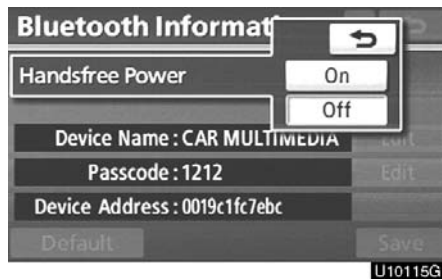 Bluetooth Informat
Handsfree Power
On
Off
Device Name : CAR MULTIMEDIA
Edit
Passcode : 1212
Edit
Device Address : 0019c1fc7ebc
Default
Save
U10115G